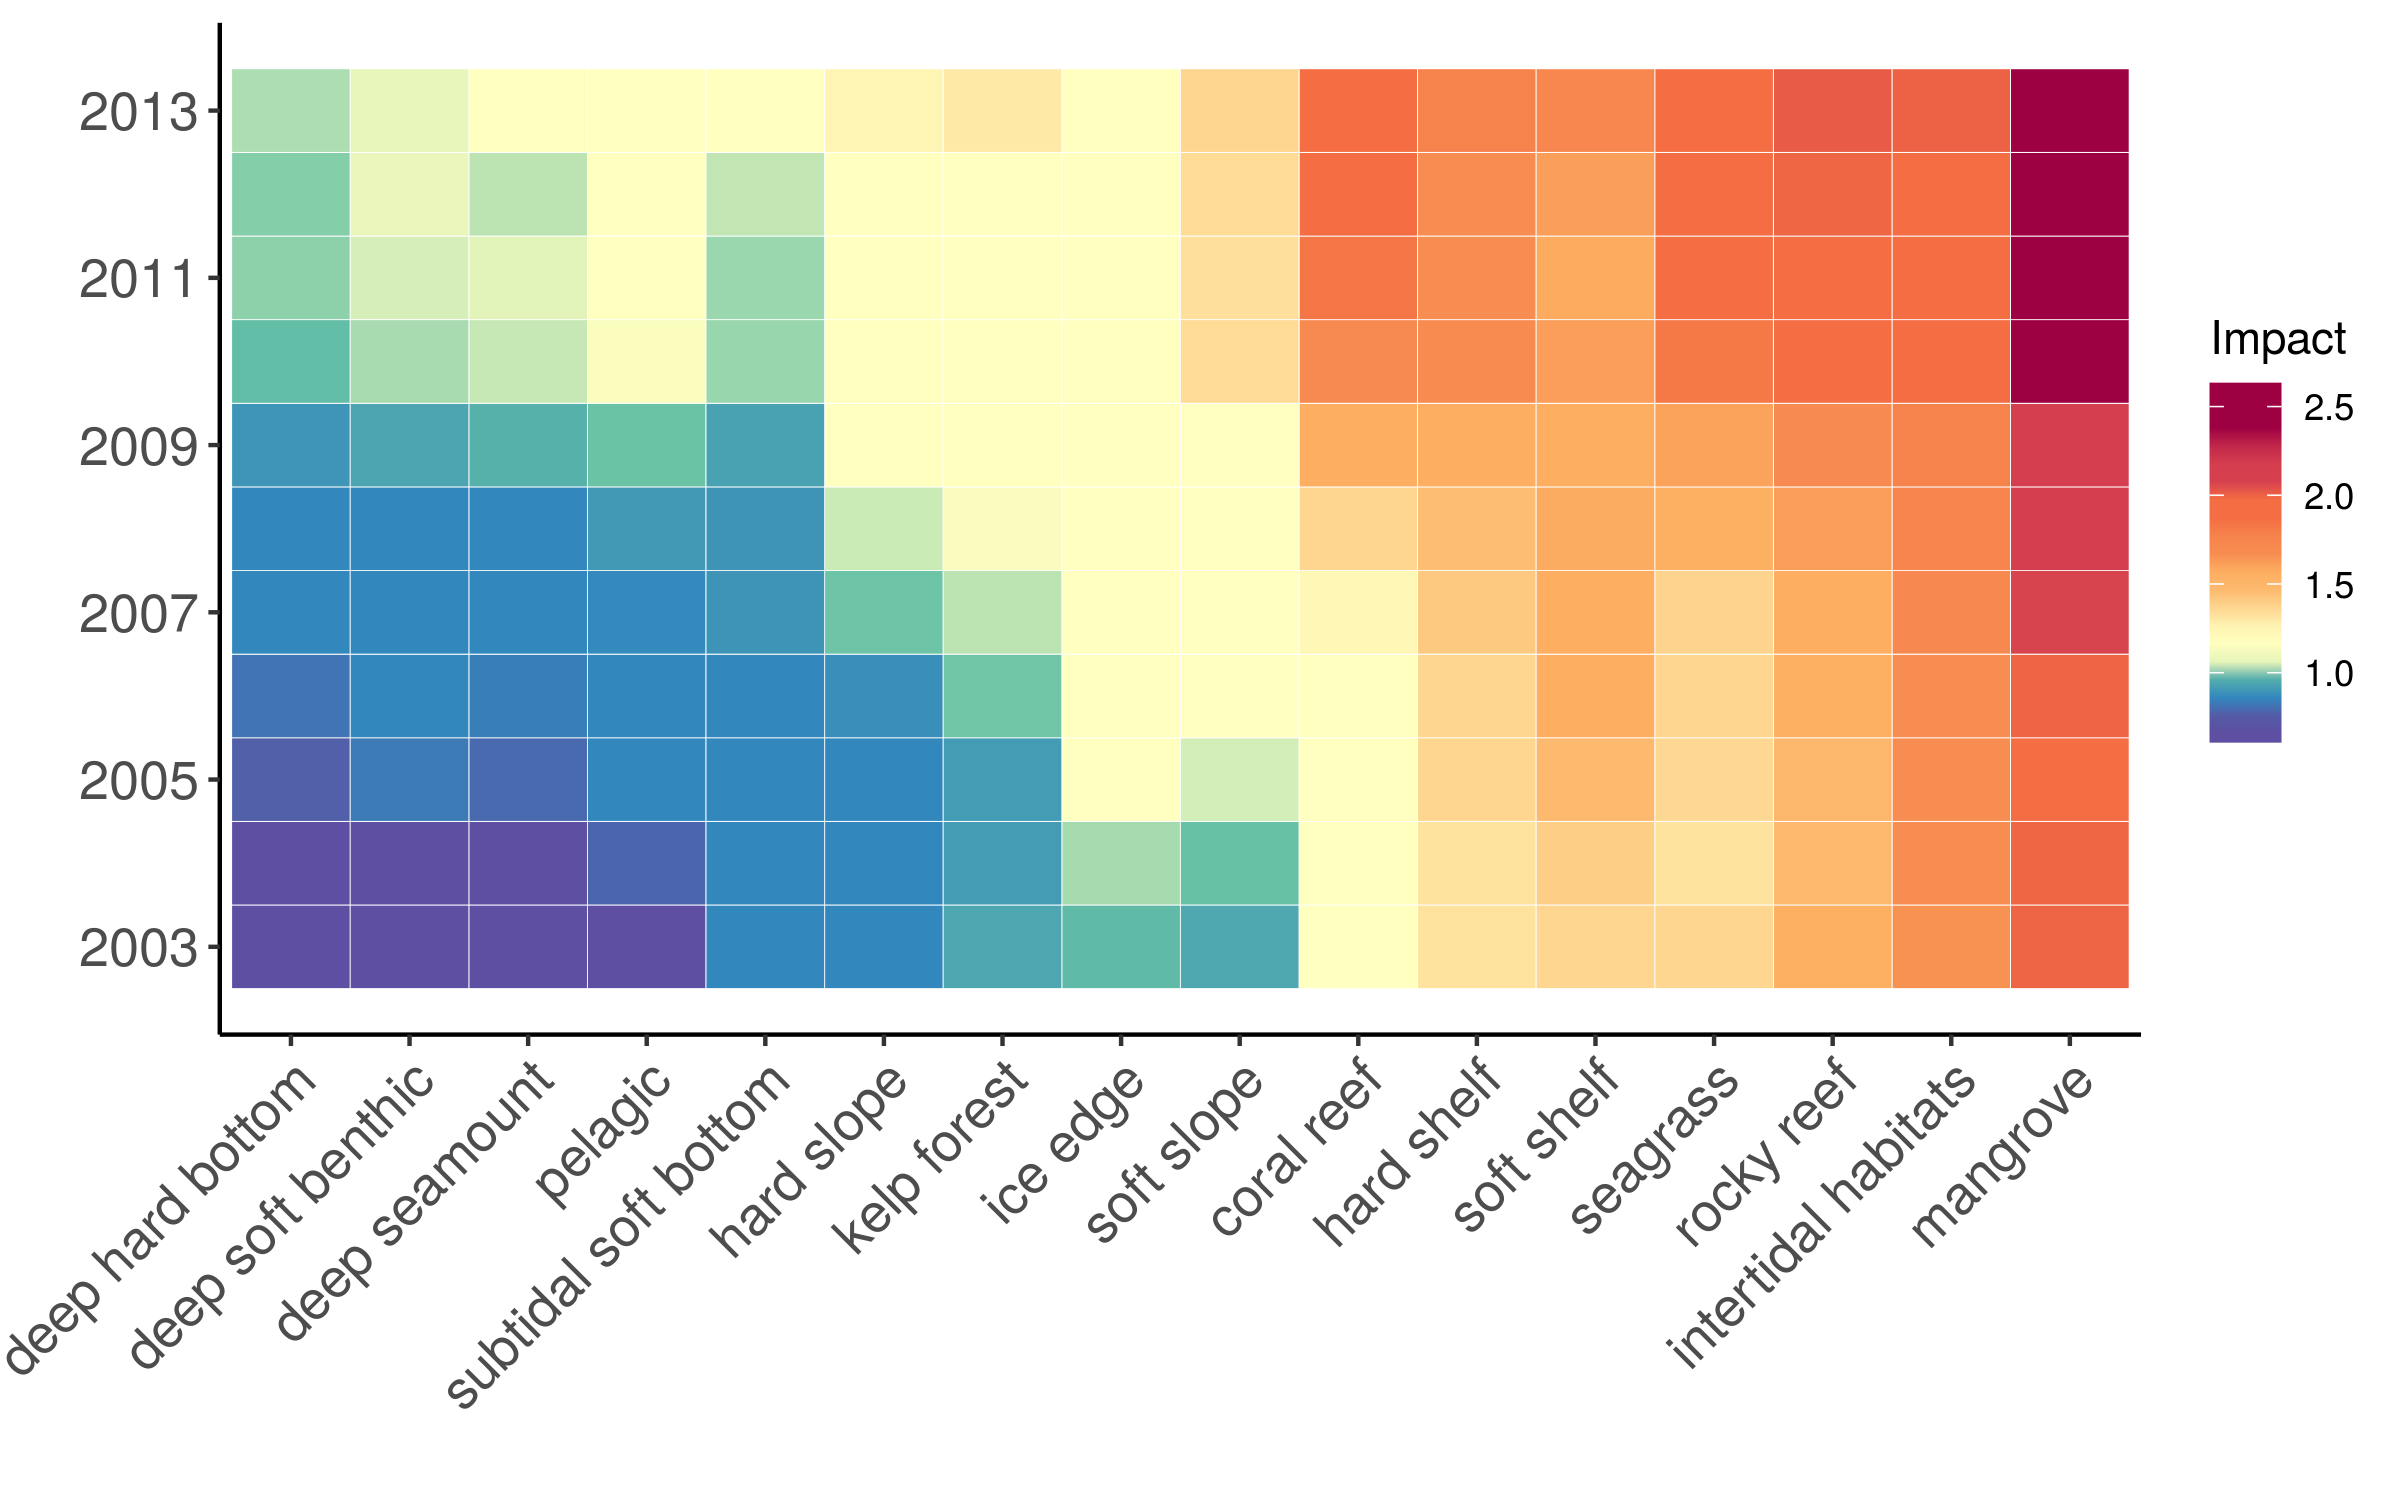 2013
2011
2009
2007
2005
2003
deep hard bottom
deep soft benthic
deep seamount
pelagic
subtidal soft bottom
hard slope
kelp forest
ice edge
soft slope
coral reef
hard shelf
soft shelf
seagrass
rocky reef
intertidal habitats
mangrove
Impact
2.5
2.0
1.5
1.0